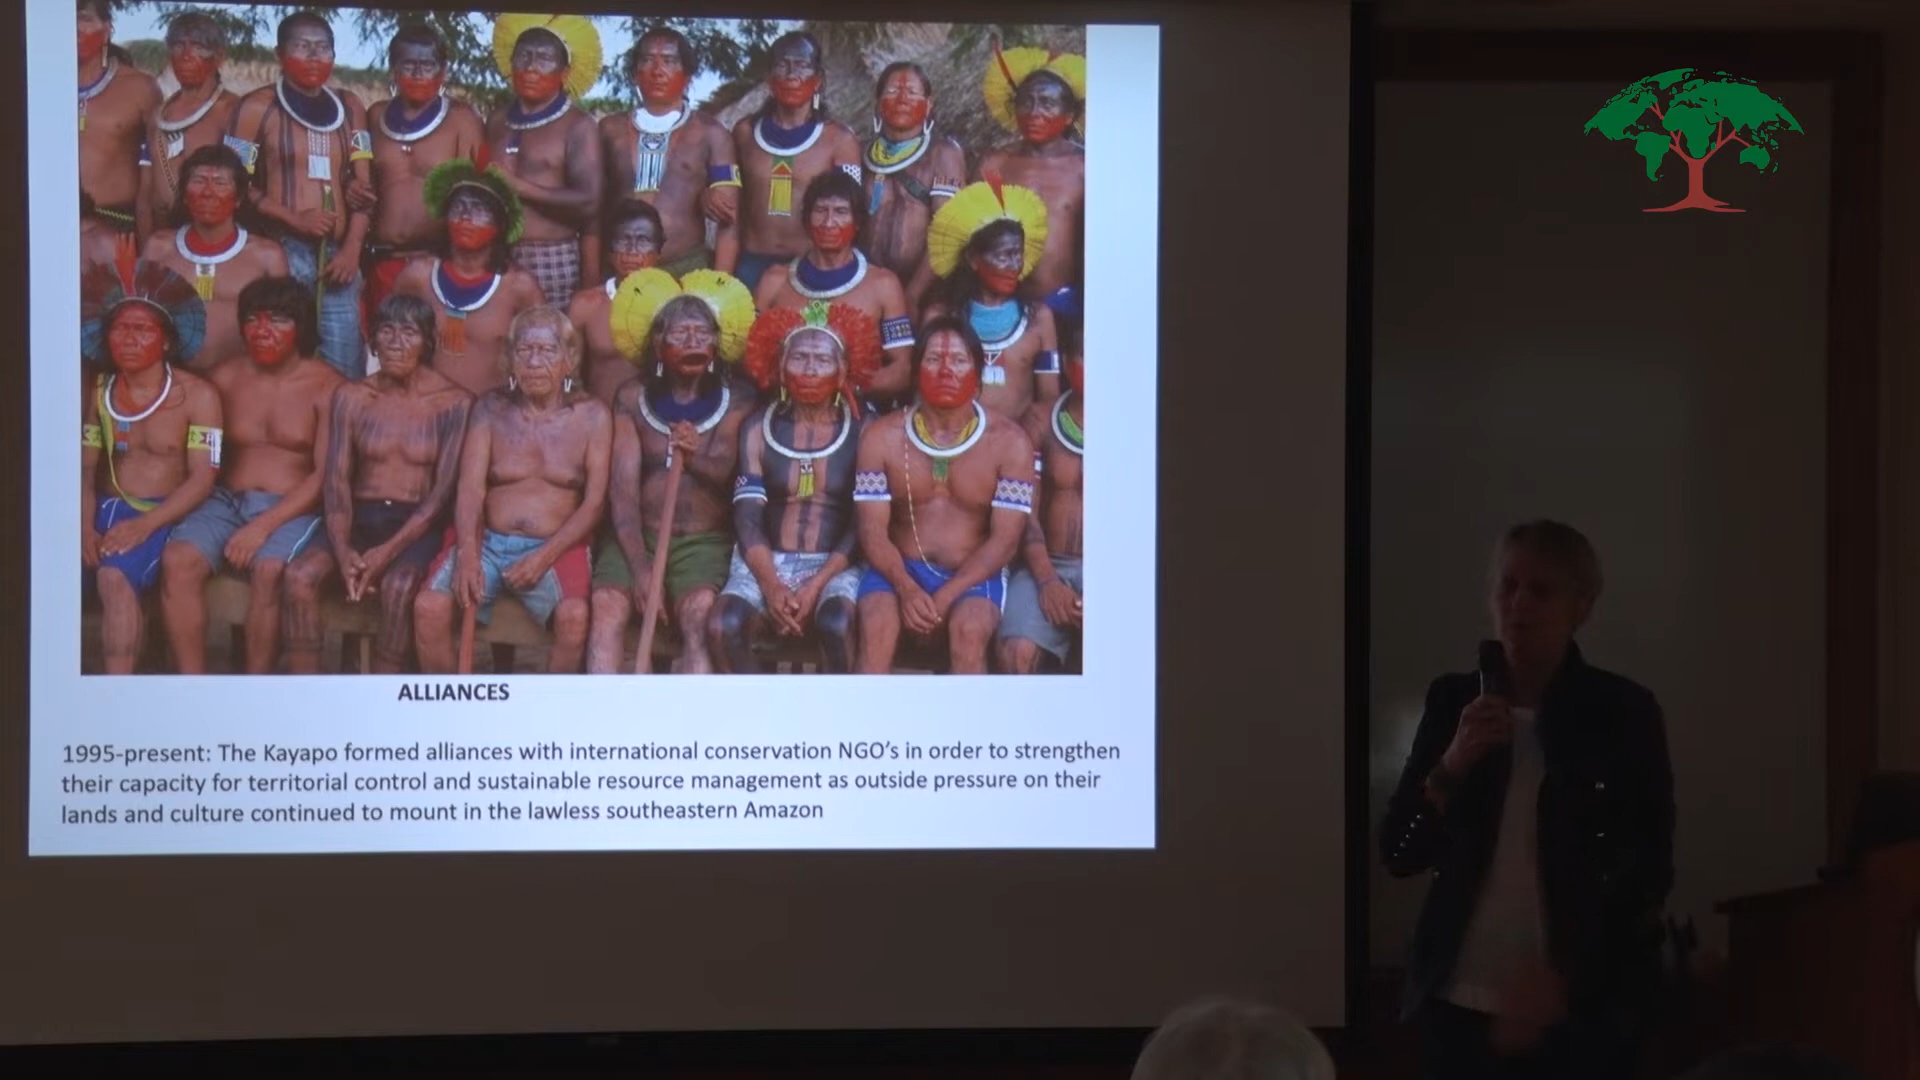 ALLIANCES
1995-present: The Kayapo formed alliances with international conservation NGO's in order to strengthen
their capacity for territorial control and sustainable resource management as outside pressure on their
lands and culture continued to mount in the lawless southeastern Amazon